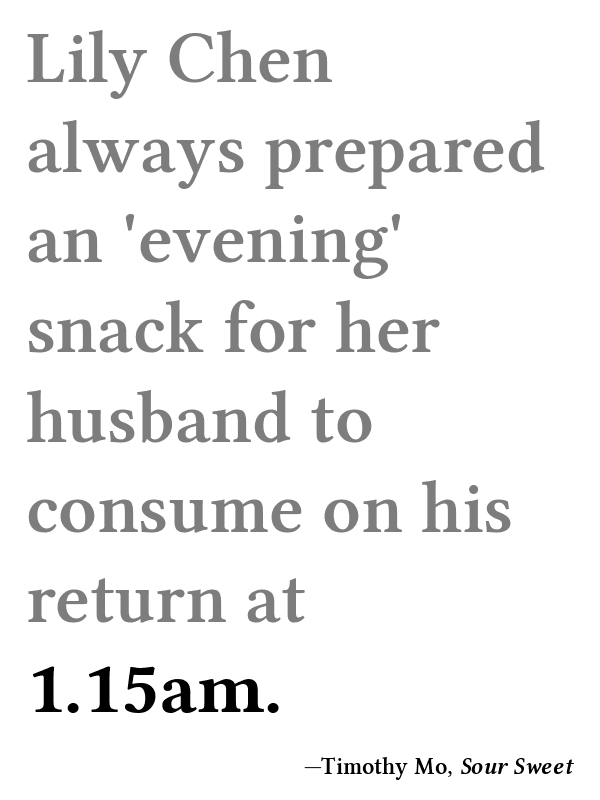 Lily Chen
always prepared
an 'evening'
snack for her
husband to
consume on his
return at
1.15am.
—Timothy Mo, Sour Sweet